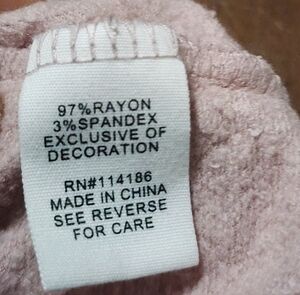 97%RAYON
3%SPANDEX
EXCLUSIVE OF
DECORATION
RN#114186
MADE IN CHINA
SEE REVERSE
FOR CARE